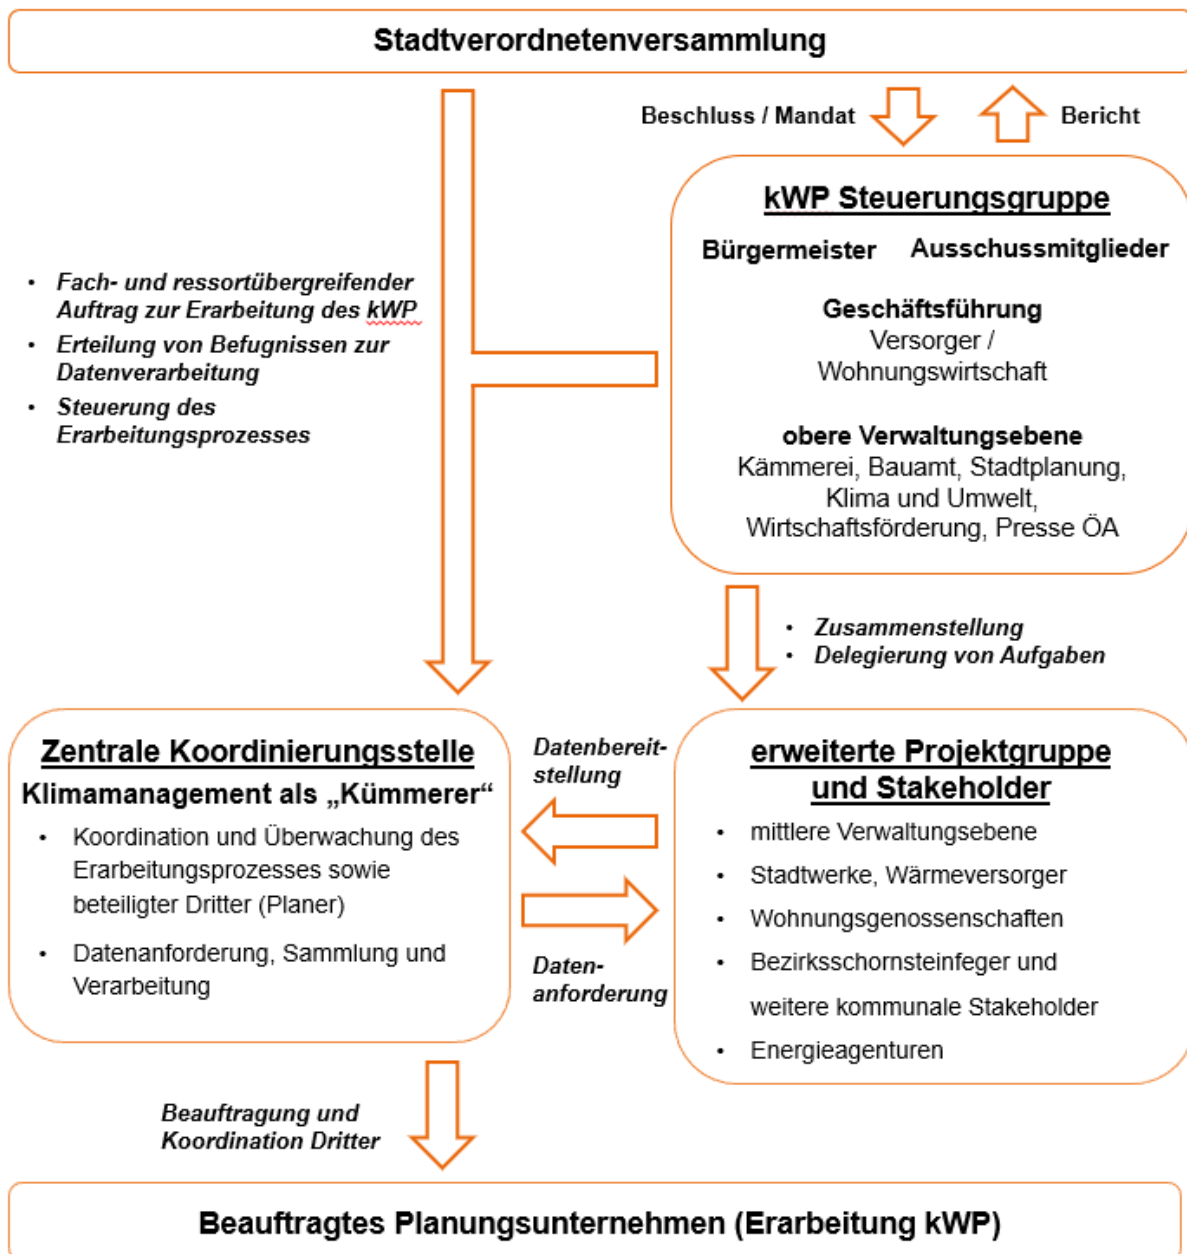 Stadtverordnetenversammlung
Beschluss / Mandat
Bericht
kWP Steuerungsgruppe
Bürgermeister
Ausschussmitglieder
Geschäftsführung
Versorger /
Wohnungswirtschaft
obere Verwaltungsebene
Kämmerei, Bauamt, Stadtplanung,
Klima und Umwelt,
Wirtschaftsförderung, Presse ÖA
• Fach- und ressortübergreifender
Auftrag zur Erarbeitung des kWP
• Erteilung von Befugnissen zur
Datenverarbeitung
• Steuerung des
Erarbeitungsprozesses
• Zusammenstellung
• Delegierung von Aufgaben
Zentrale Koordinierungsstelle
Klimamanagement als „Kümmerer“
• Koordination und Überwachung des
Erarbeitungsprozesses sowie
beteiligter Dritter (Planer)
• Datenanforderung, Sammlung und
Verarbeitung
Datenbereit-
stellung
Daten-
anforderung
erweiterte Projektgruppe
und Stakeholder
• mittlere Verwaltungsebene
• Stadtwerke, Wärmeversorger
• Wohnungsgenossenschaften
• Bezirksschornsteinfeger und
weitere kommunale Stakeholder
• Energieagenturen
Beauftragung und
Koordination Dritter
Beauftragtes Planungsunternehmen (Erarbeitung kWP)